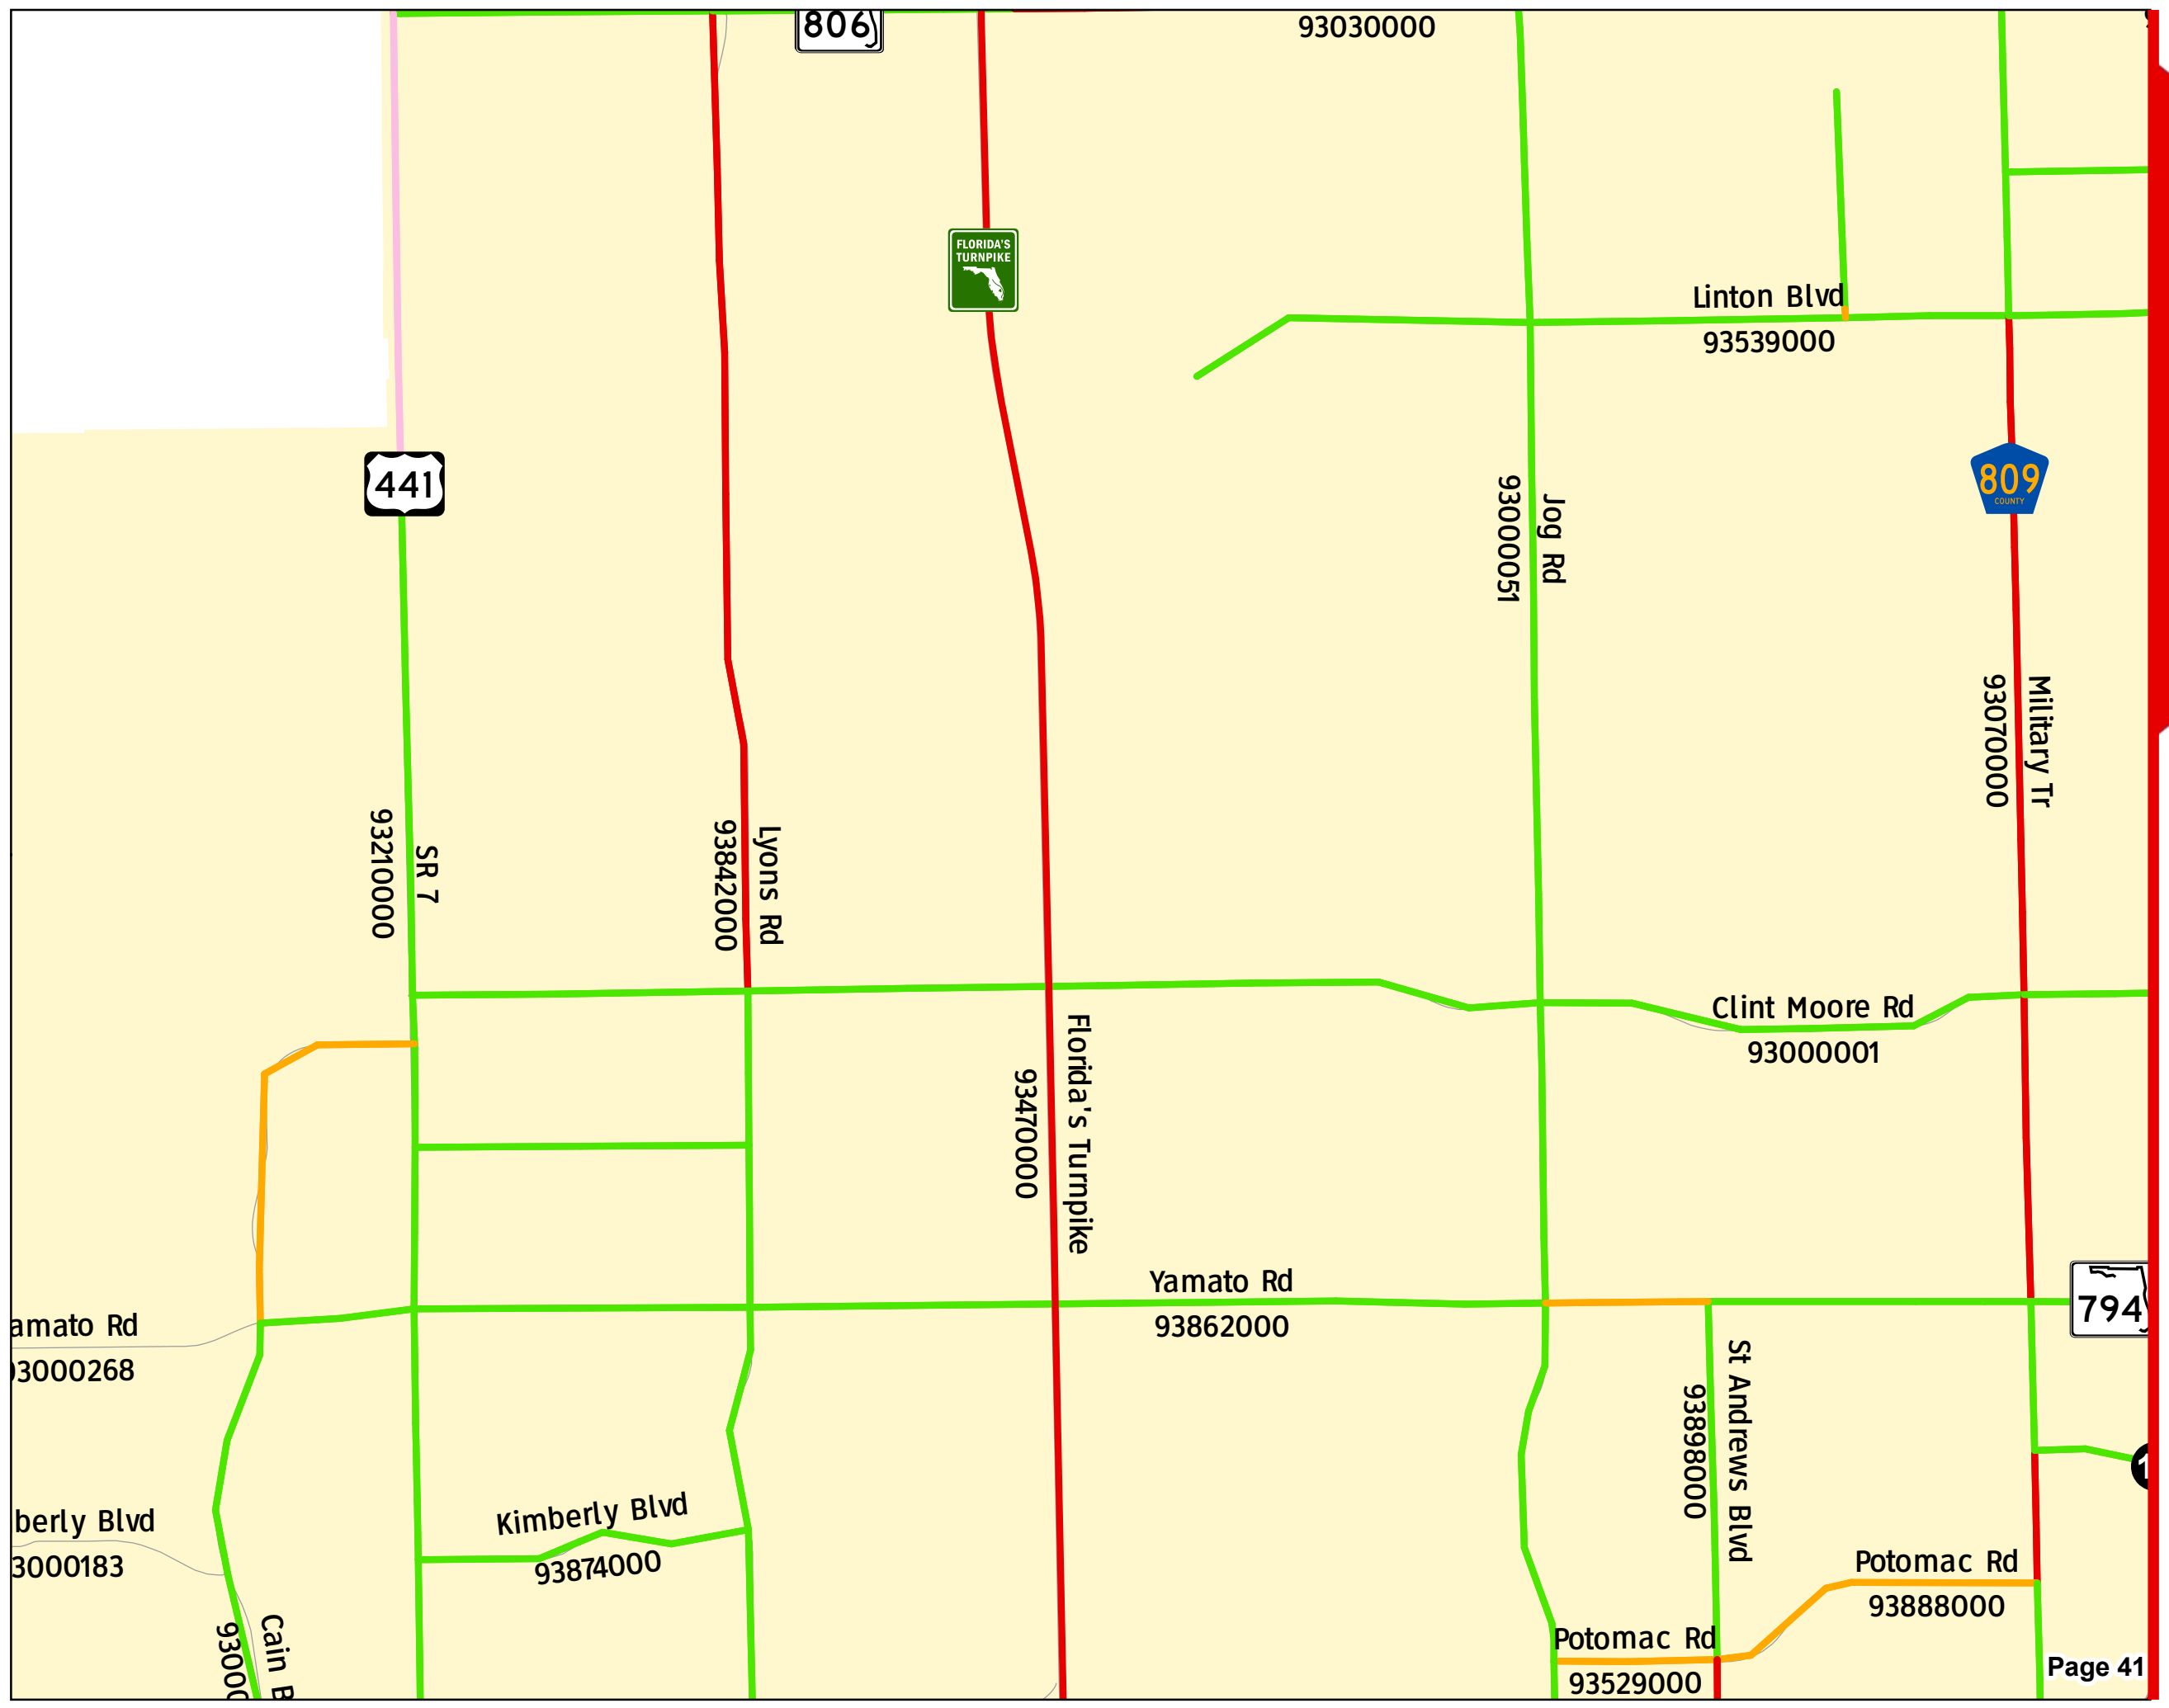 806
93030000
FLORIDA'S
TURNPIKE
Linton Blvd
93539000
441
809
COUNTY
Jog Rd
93000051
Military Tr
93070000
SR 7
93210000
Lyons Rd
93842000
Clint Moore Rd
93000001
Florida's Turnpike
93470000
Yamato Rd
93862000
794
amato Rd
3000268
St Andrews Blvd
93898000
Kimberly Blvd
93874000
berly Blvd
3000183
Potomac Rd
93888000
Cain B
93000
Potomac Rd
93529000
Page 41